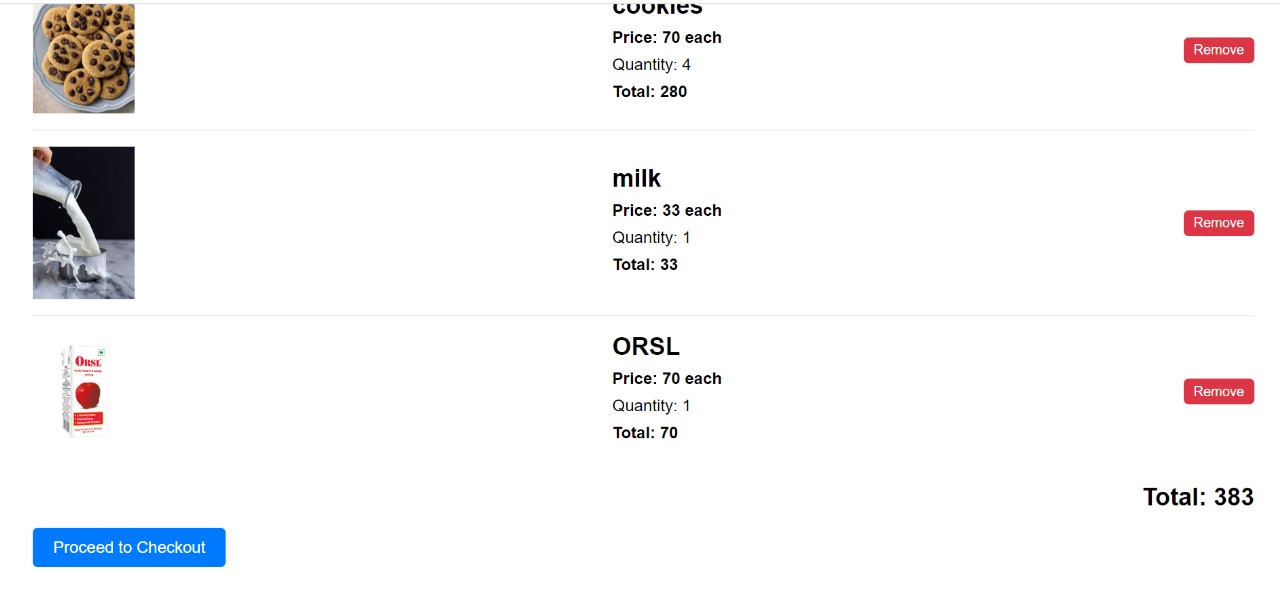 cookies
Price: 70 each
Quantity: 4
Total: 280
Remove
milk
Price: 33 each
Quantity: 1
Total: 33
Remove
ORSL
ORSL
Price: 70 each
Quantity: 1
Total: 70
Remove
Total: 383
Proceed to Checkout